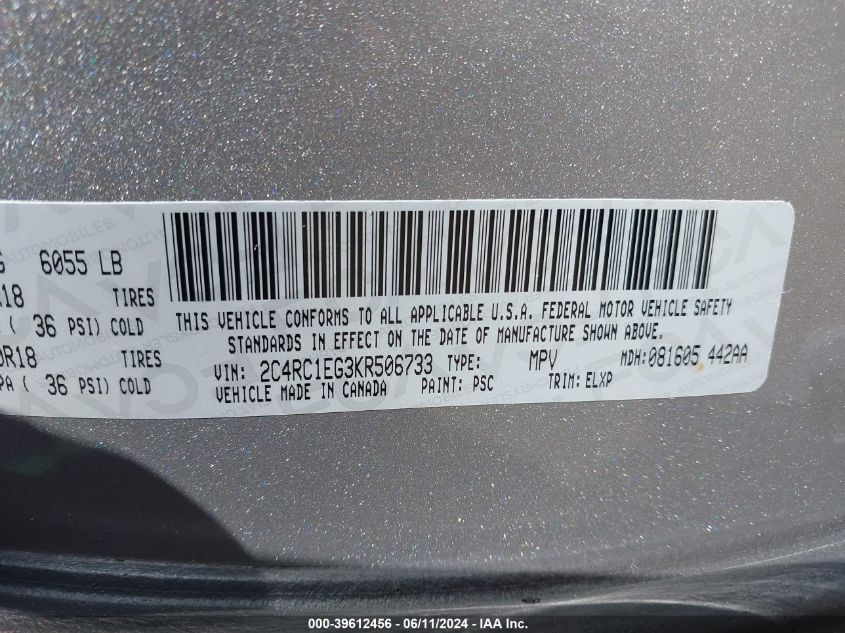 6055 LB
R18 TIRES
( 36 PSI) COLD
R18 TIRES
PA ( 36 PSI) COLD
THIS VEHICLE CONFORMS TO ALL APPLICABLE U.S.A. FEDERAL MOTOR VEHICLE SAFETY
STANDARDS IN EFFECT ON THE DATE OF MANUFACTURE SHOWN ABOVE.
VIN: 2C4RC1EG3KR506733 TYPE: MPV MDH:081605 442AA
VEHICLE MADE IN CANADA PAINT: PSC TRIM: ELXP
000-39612456 - 06/11/2024 - IAA Inc.